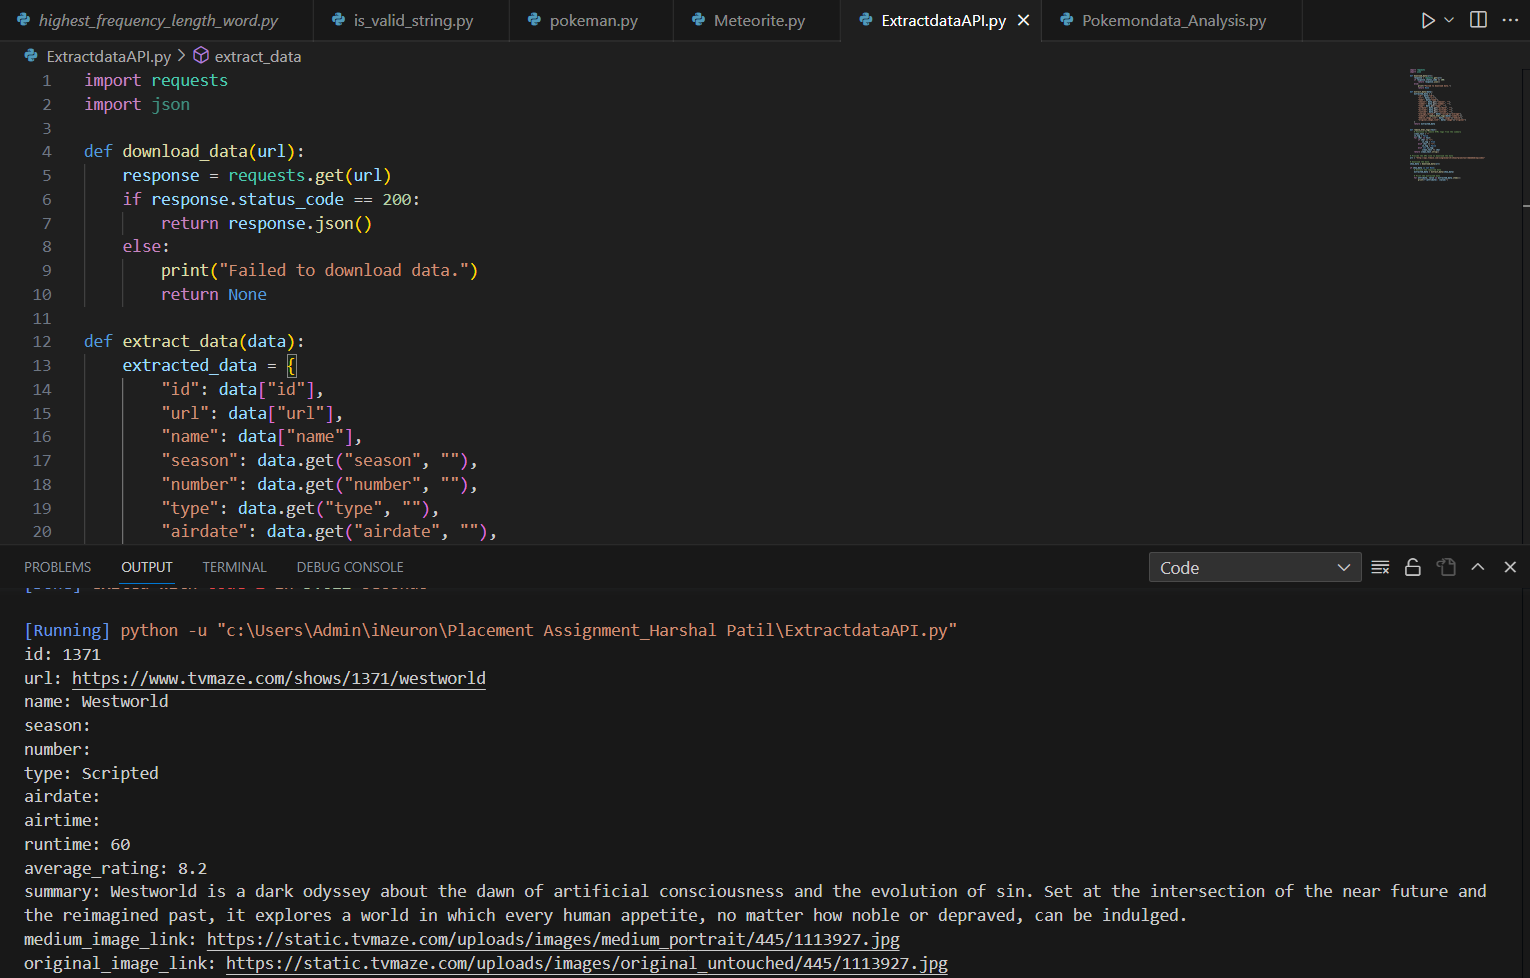 highest_frequency_length_word.py is_valid_string.py pokeman.py Meteorite.py ExtractdataAPI.py Pokemondata_Analysis.py
ExtractdataAPI.py > extract_data
1 import requests
2 import json
3
4 def download_data(url):
5 response = requests.get(url)
6 if response.status_code == 200:
7 return response.json()
8 else:
9 print("Failed to download data.")
10 return None
11
12 def extract_data(data):
13 extracted_data = {
14 "id": data["id"],
15 "url": data["url"],
16 "name": data["name"],
17 "season": data.get("season", ""),
18 "number": data.get("number", ""),
19 "type": data.get("type", ""),
20 "airdate": data.get("airdate", ""),
PROBLEMS OUTPUT TERMINAL DEBUG CONSOLE Code
[Running] python -u "c:\Users\Admin\iNeuron\Placement Assignment_Harshal Patil\ExtractdataAPI.py"
id: 1371
url: https://www.tvmaze.com/shows/1371/westworld
name: Westworld
season:
number:
type: Scripted
airdate:
airtime:
runtime: 60
average_rating: 8.2
summary: Westworld is a dark odyssey about the dawn of artificial consciousness and the evolution of sin. Set at the intersection of the near future and
the reimagined past, it explores a world in which every human appetite, no matter how noble or depraved, can be indulged.
medium_image_link: https://static.tvmaze.com/uploads/images/medium_portrait/445/1113927.jpg
original_image_link: https://static.tvmaze.com/uploads/images/original_untouched/445/1113927.jpg